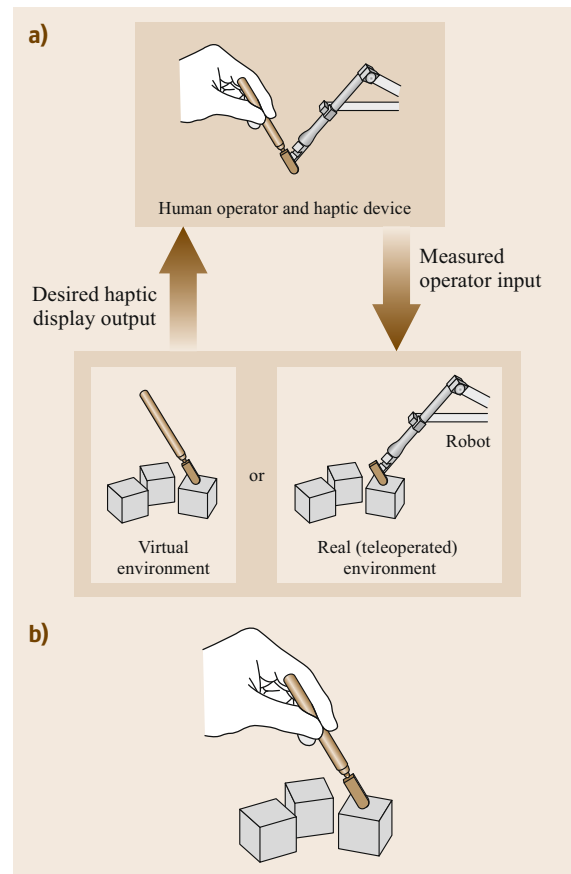 a)
Human operator and haptic device
Desired haptic
display output
Measured
operator input
Robot
or
Virtual
environment
Real (teleoperated)
environment
b)